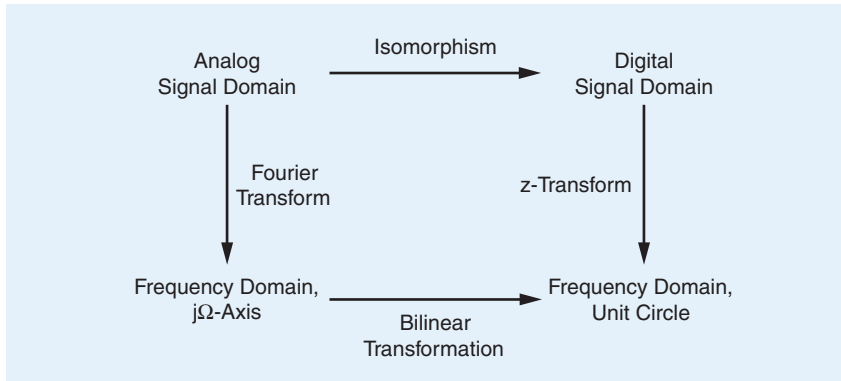 Analog
Signal Domain
Isomorphism
Digital
Signal Domain
Fourier
Transform
z-Transform
Frequency Domain,
jΩ-Axis
Bilinear
Transformation
Frequency Domain,
Unit Circle